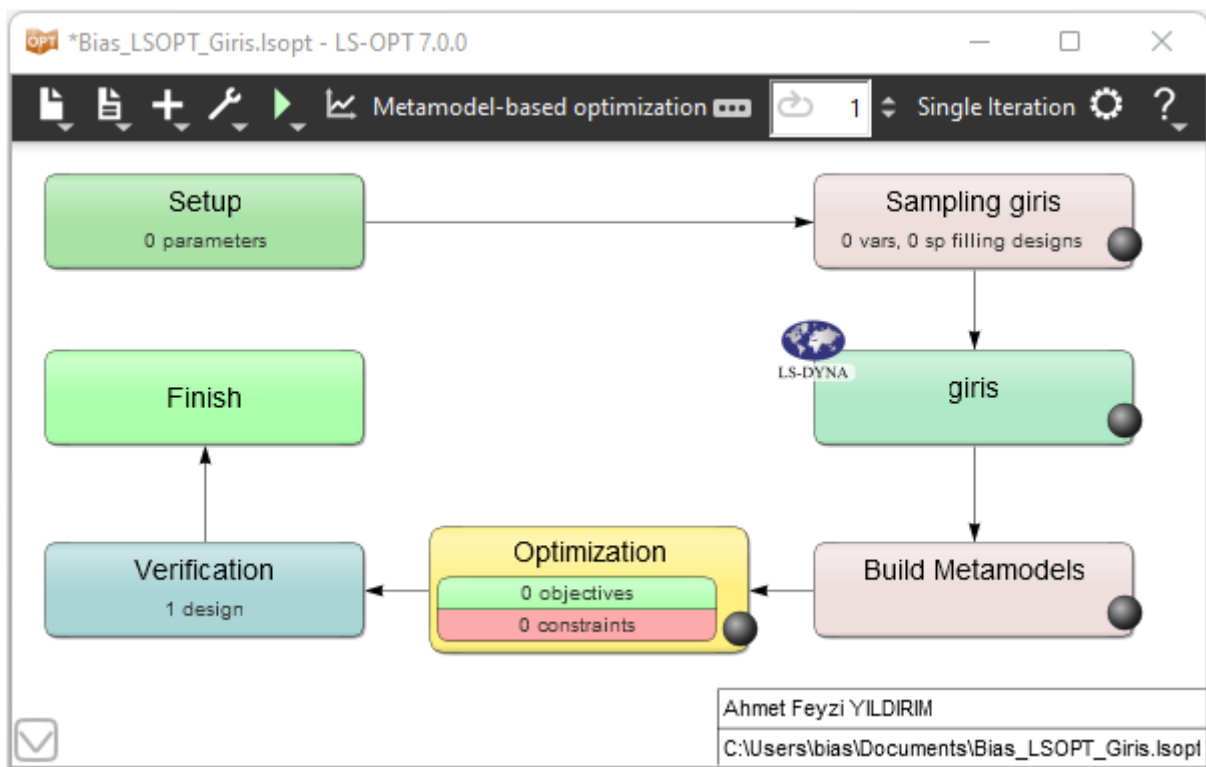 OPT
*Bias_LSOPT_Giris.lsopt - LS-OPT 7.0.0
Metamodel-based optimization
1
Single Iteration
?
Setup
0 parameters
Sampling giris
0 vars, 0 sp filling designs
LS-DYNA
giris
Finish
Build Metamodels
Optimization
0 objectives
0 constraints
Verification
1 design
Ahmet Feyzi YILDIRIM
C:\Users\bias\Documents\Bias_LSOPT_Giris.lsopt